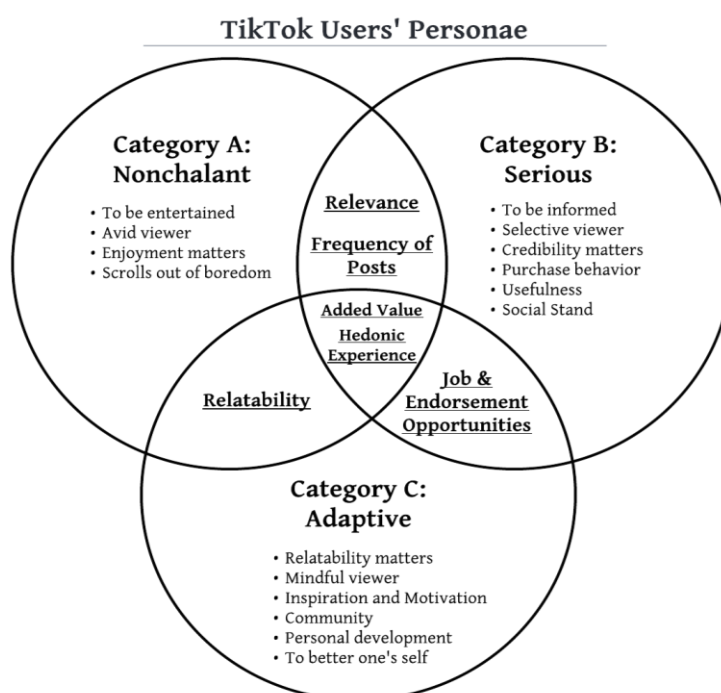 TikTok Users' Personae
Category A:
Nonchalant
• To be entertained
• Avid viewer
• Enjoyment matters
• Scrolls out of boredom
Relevance
Frequency of
Posts
Category B:
Serious
• To be informed
• Selective viewer
• Credibility matters
• Purchase behavior
• Usefulness
• Social Stand
Added Value
Hedonic
Experience
Relatability
Job &
Endorsement
Opportunities
Category C:
Adaptive
• Relatability matters
• Mindful viewer
• Inspiration and Motivation
• Community
• Personal development
• To better one's self